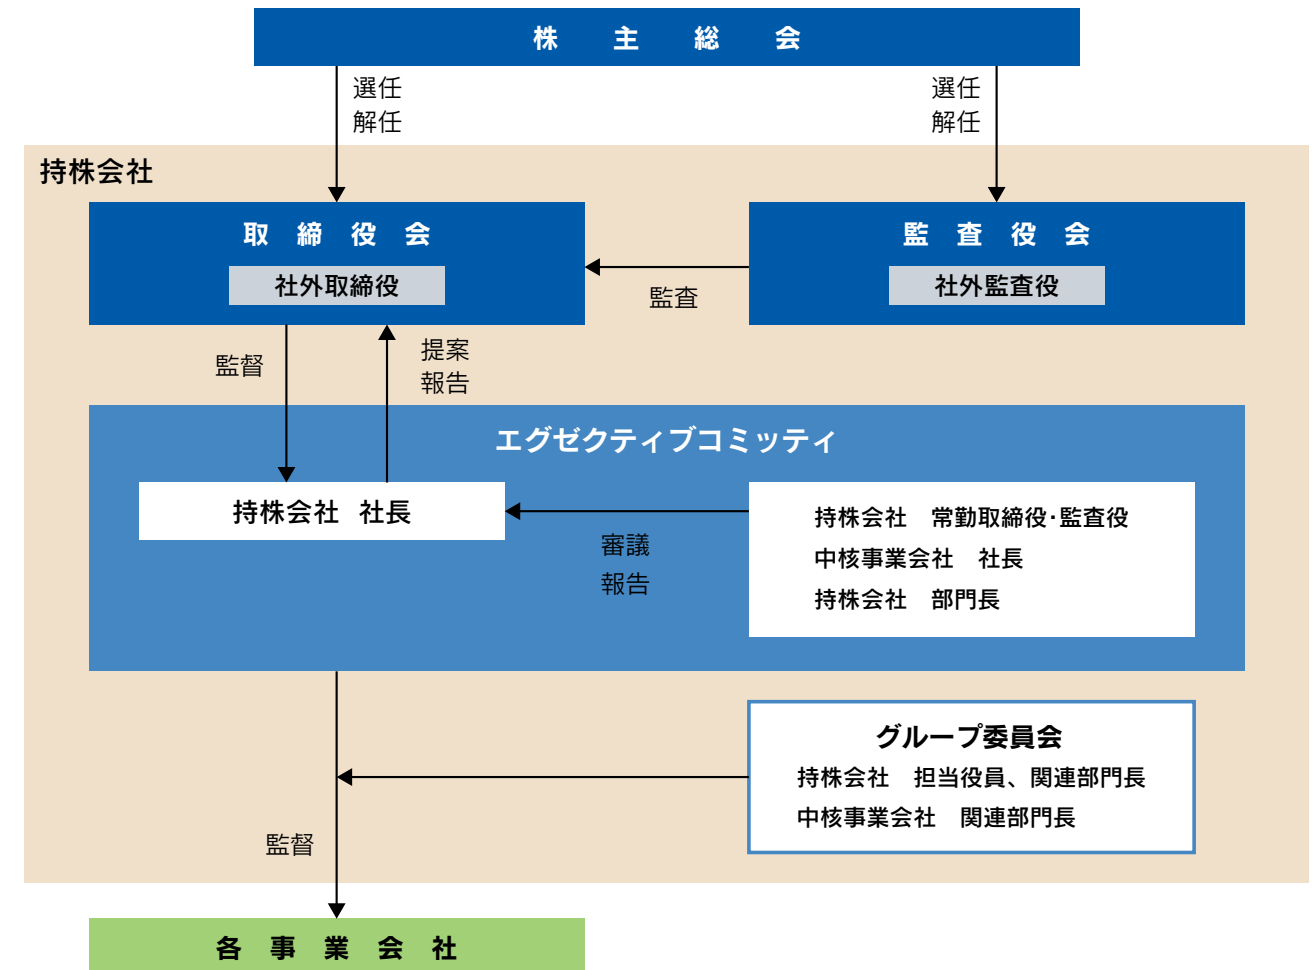 株主総会
選任
解任
選任
解任
持株会社
取締役会
社外取締役
監査役会
社外監査役
監査
監督
提案
報告
エグゼクティブコミッティ
持株会社 社長
審議
報告
持株会社 常勤取締役・監査役
中核事業会社 社長
持株会社 部門長
グループ委員会
持株会社 担当役員、関連部門長
中核事業会社 関連部門長
監督
各事業会社